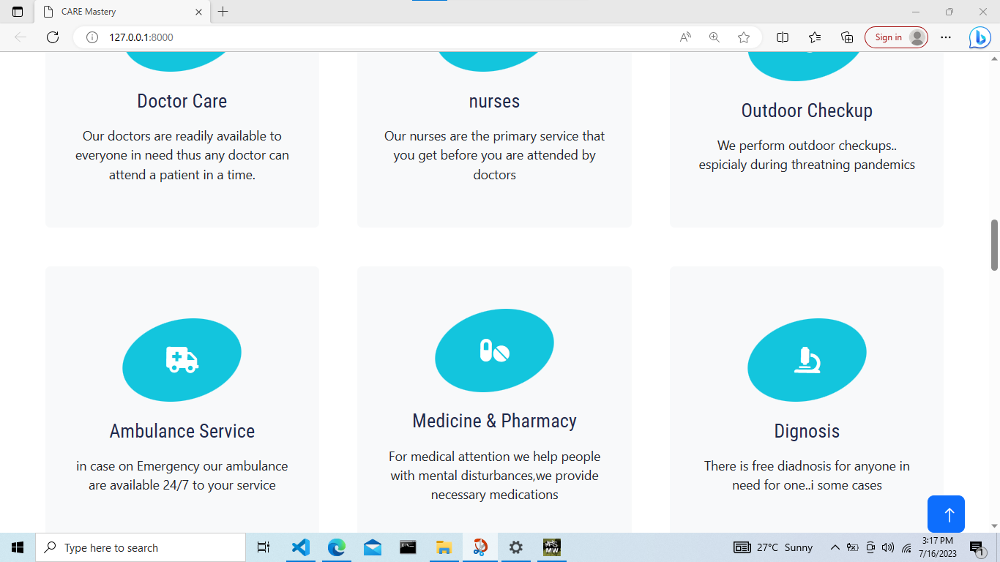 CARE Mastery
127.0.0.1:8000
Sign in
Doctor Care
Our doctors are readily available to
everyone in need thus any doctor can
attend a patient in a time.
nurses
Our nurses are the primary service that
you get before you are attended by
doctors
Outdoor Checkup
We perform outdoor checkups..
espicialy during threatning pandemics
Ambulance Service
in case on Emergency our ambulance
are available 24/7 to your service
Medicine & Pharmacy
For medical attention we help people
with mental disturbances,we provide
necessary medications
Dignosis
There is free diadnosis for anyone in
need for one..i some cases
Type here to search
NFS
MW
27°C Sunny
3:17 PM
7/16/2023
1